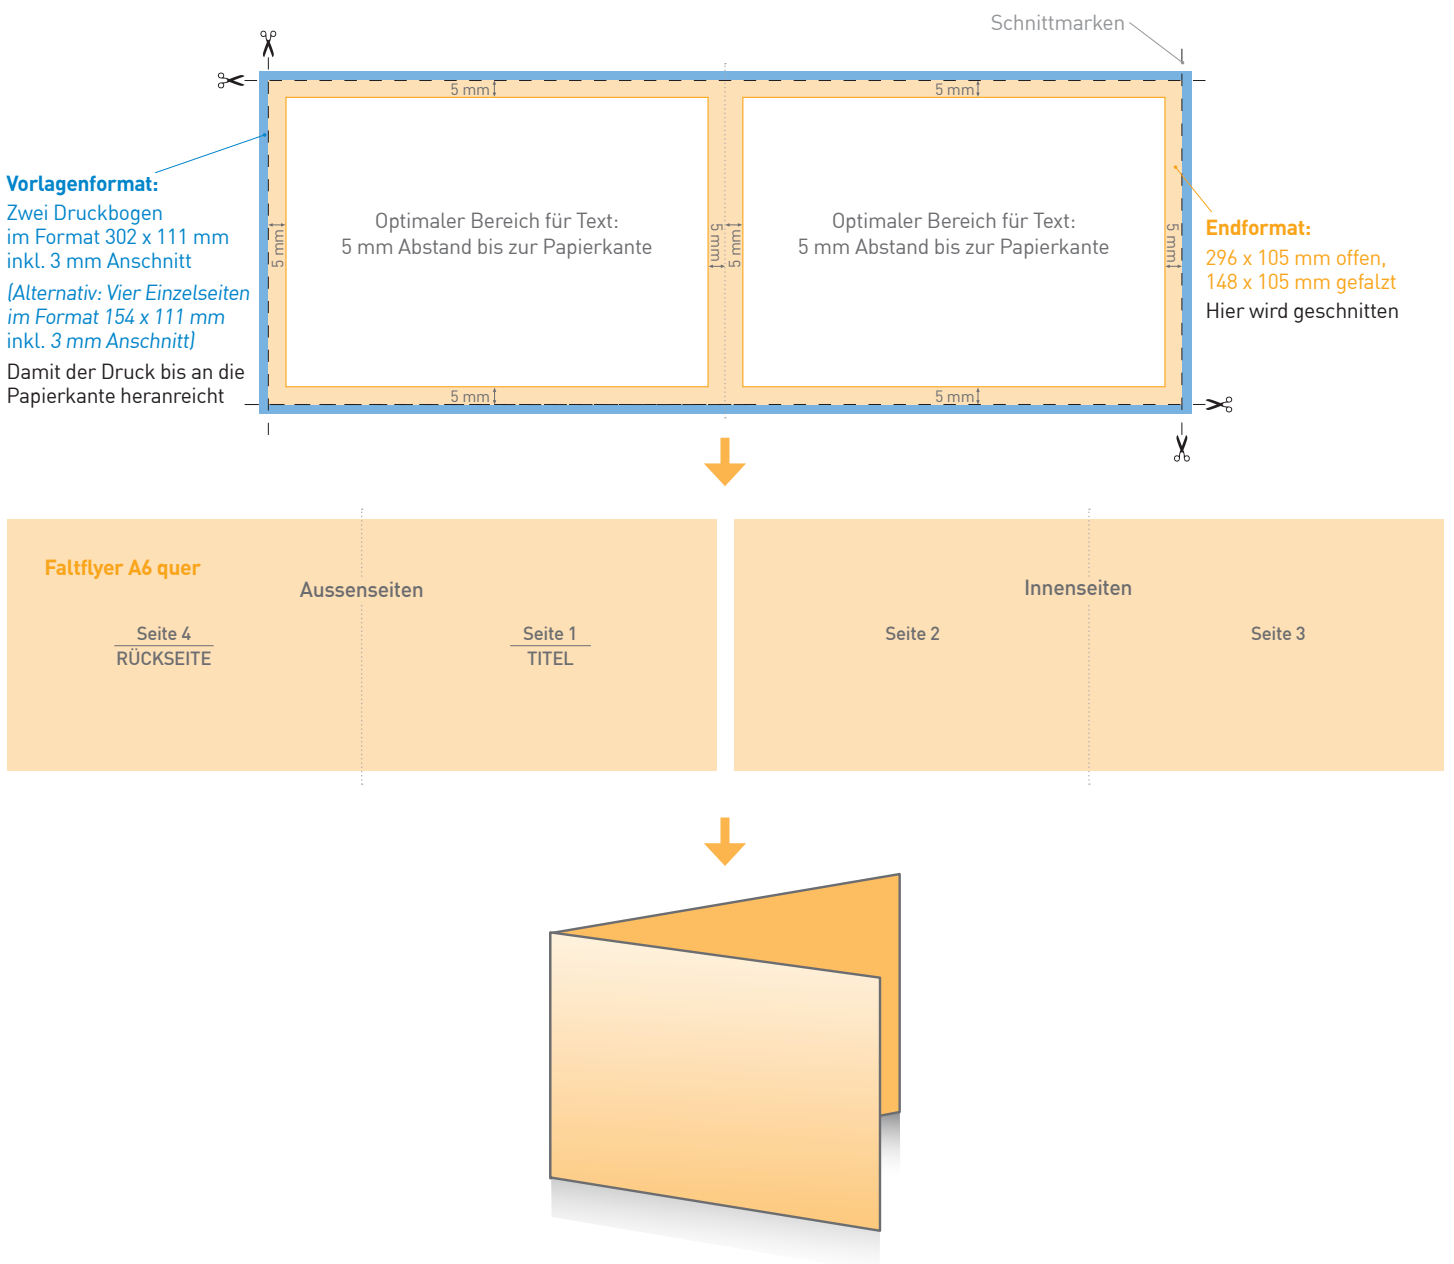 Schnittmarken
5 mm
5 mm
Vorlagenformat:
Zwei Druckbogen
im Format 302 x 111 mm
inkl. 3 mm Anschnitt
(Alternativ: Vier Einzelseiten
im Format 154 x 111 mm
inkl. 3 mm Anschnitt)
Damit der Druck bis an die
Papierkante heranreicht
5 mm
Optimaler Bereich für Text:
5 mm Abstand bis zur Papierkante
5 mm
5 mm
Optimaler Bereich für Text:
5 mm Abstand bis zur Papierkante
5 mm
Endformat:
296 x 105 mm offen,
148 x 105 mm gefalzt
Hier wird geschnitten
5 mm
5 mm
Faltflyer A6 quer
Aussenseiten
Seite 4
RÜCKSEITE
Seite 1
TITEL
Innenseiten
Seite 2
Seite 3